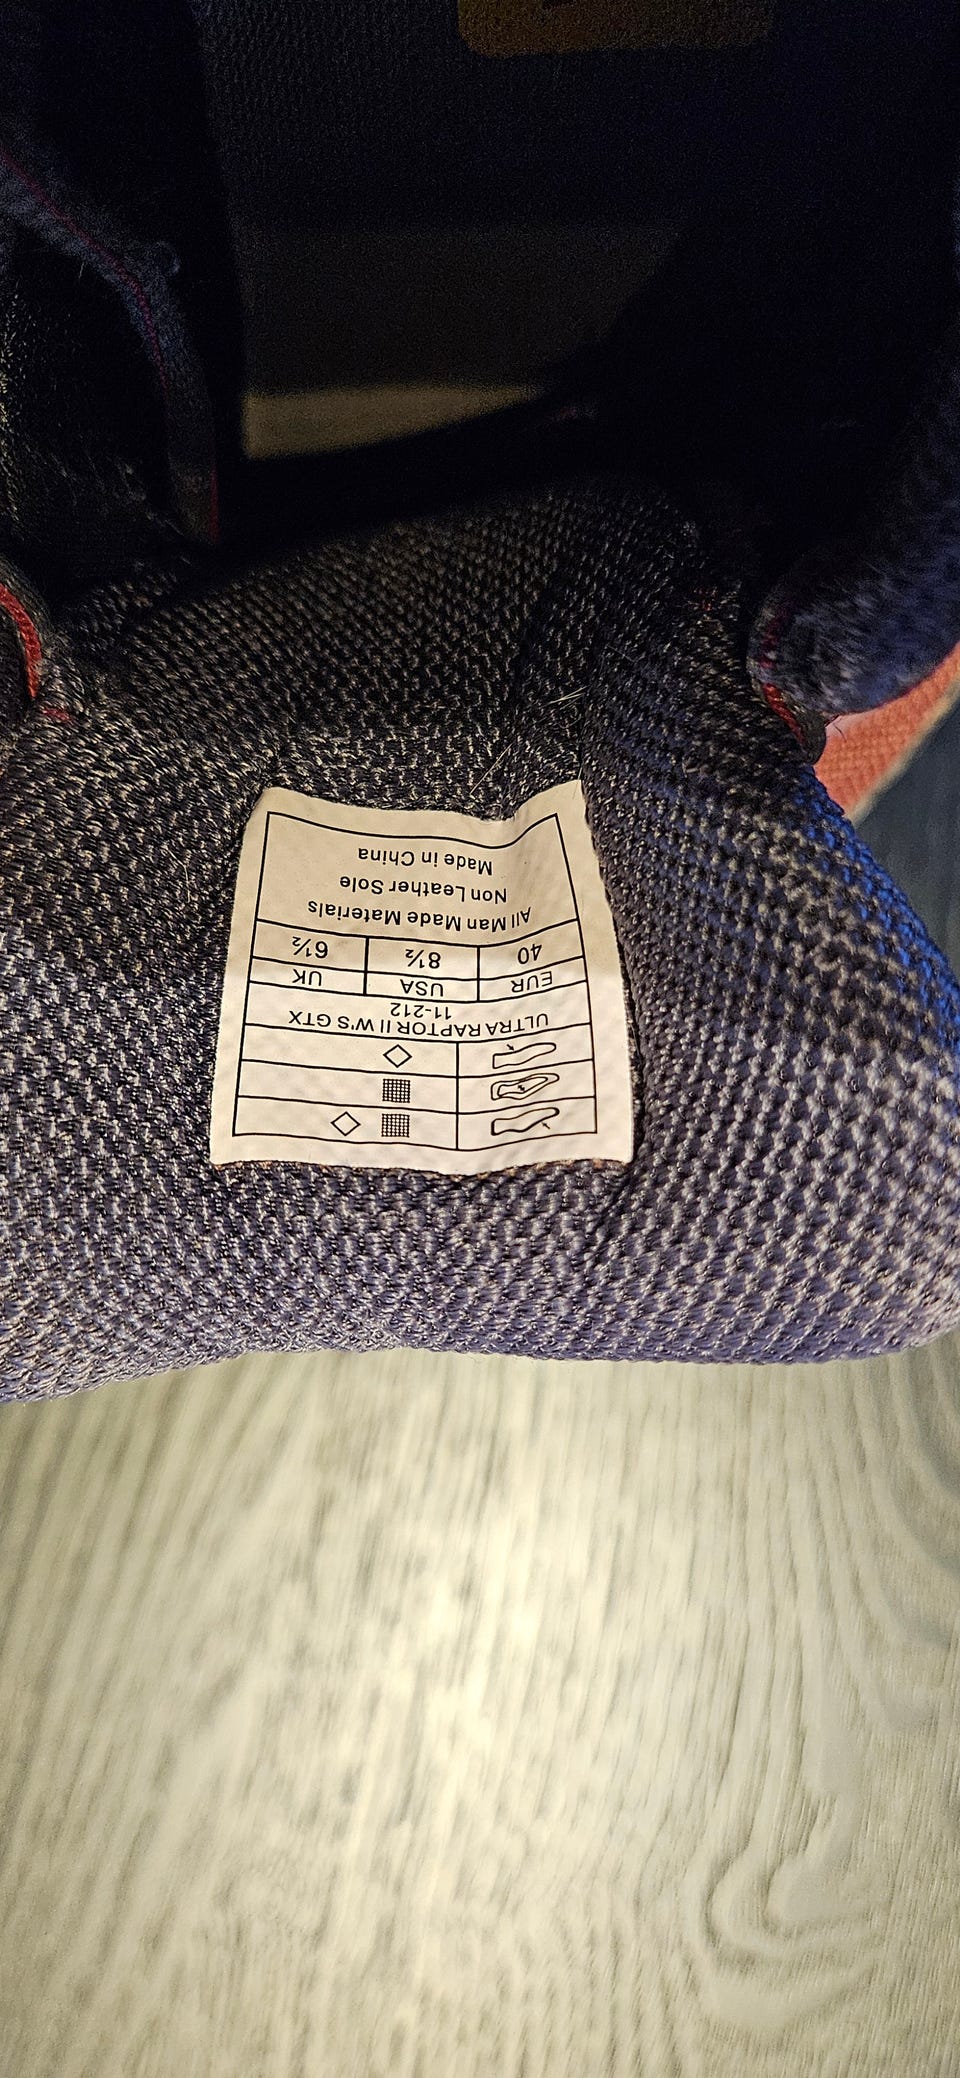 ULTRA RAPTOR II W'S GTX
11-212
EUR USA UK
40 8½ 6½
All Man Made Materials
Non Leather Sole
Made in China